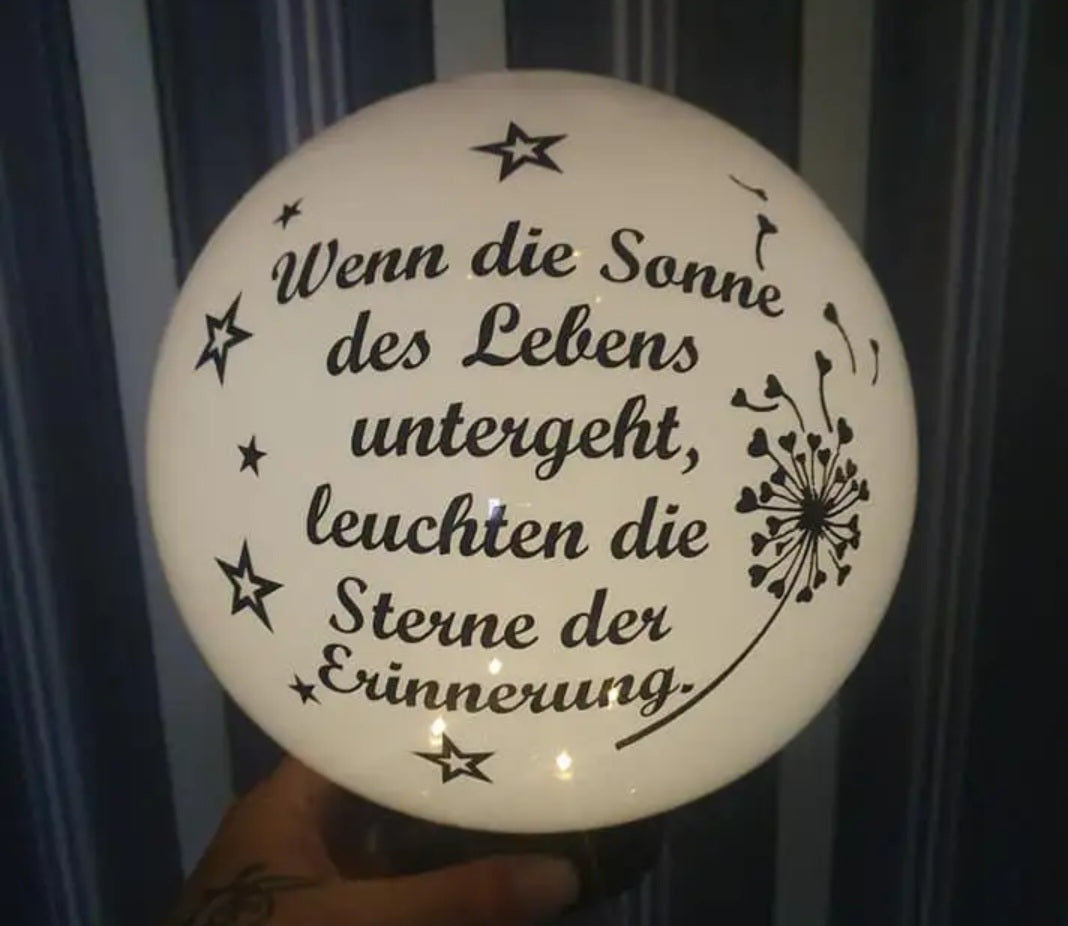 Wenn die Sonne
des Lebens
untergeht,
leuchten die
Sterne der
Erinnerung.